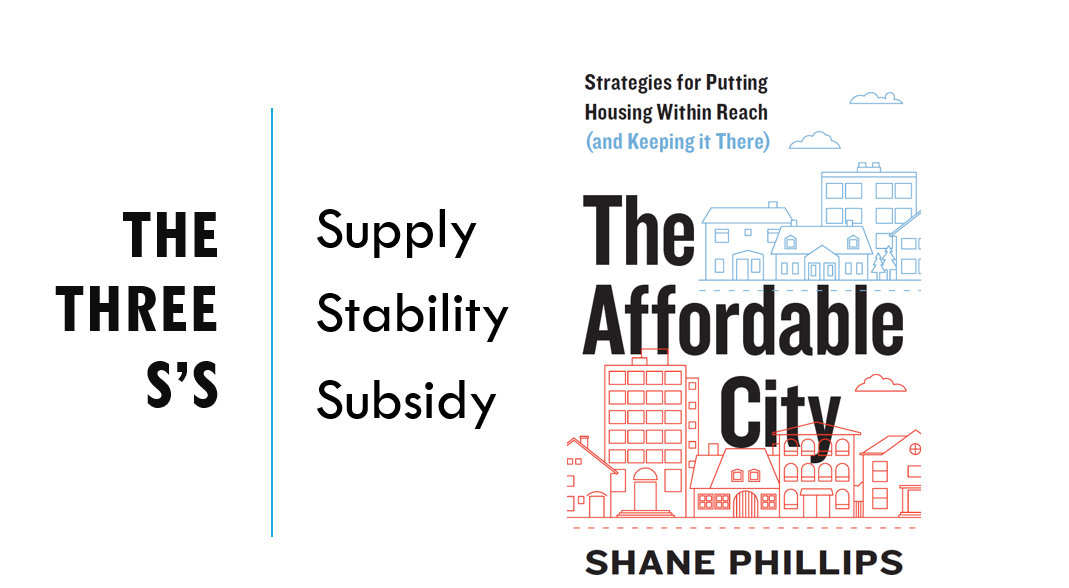 THE
THREE
S’S
Supply
Stability
Subsidy
Strategies for Putting
Housing Within Reach
(and Keeping it There)
The
Affordable
City
SHANE PHILLIPS